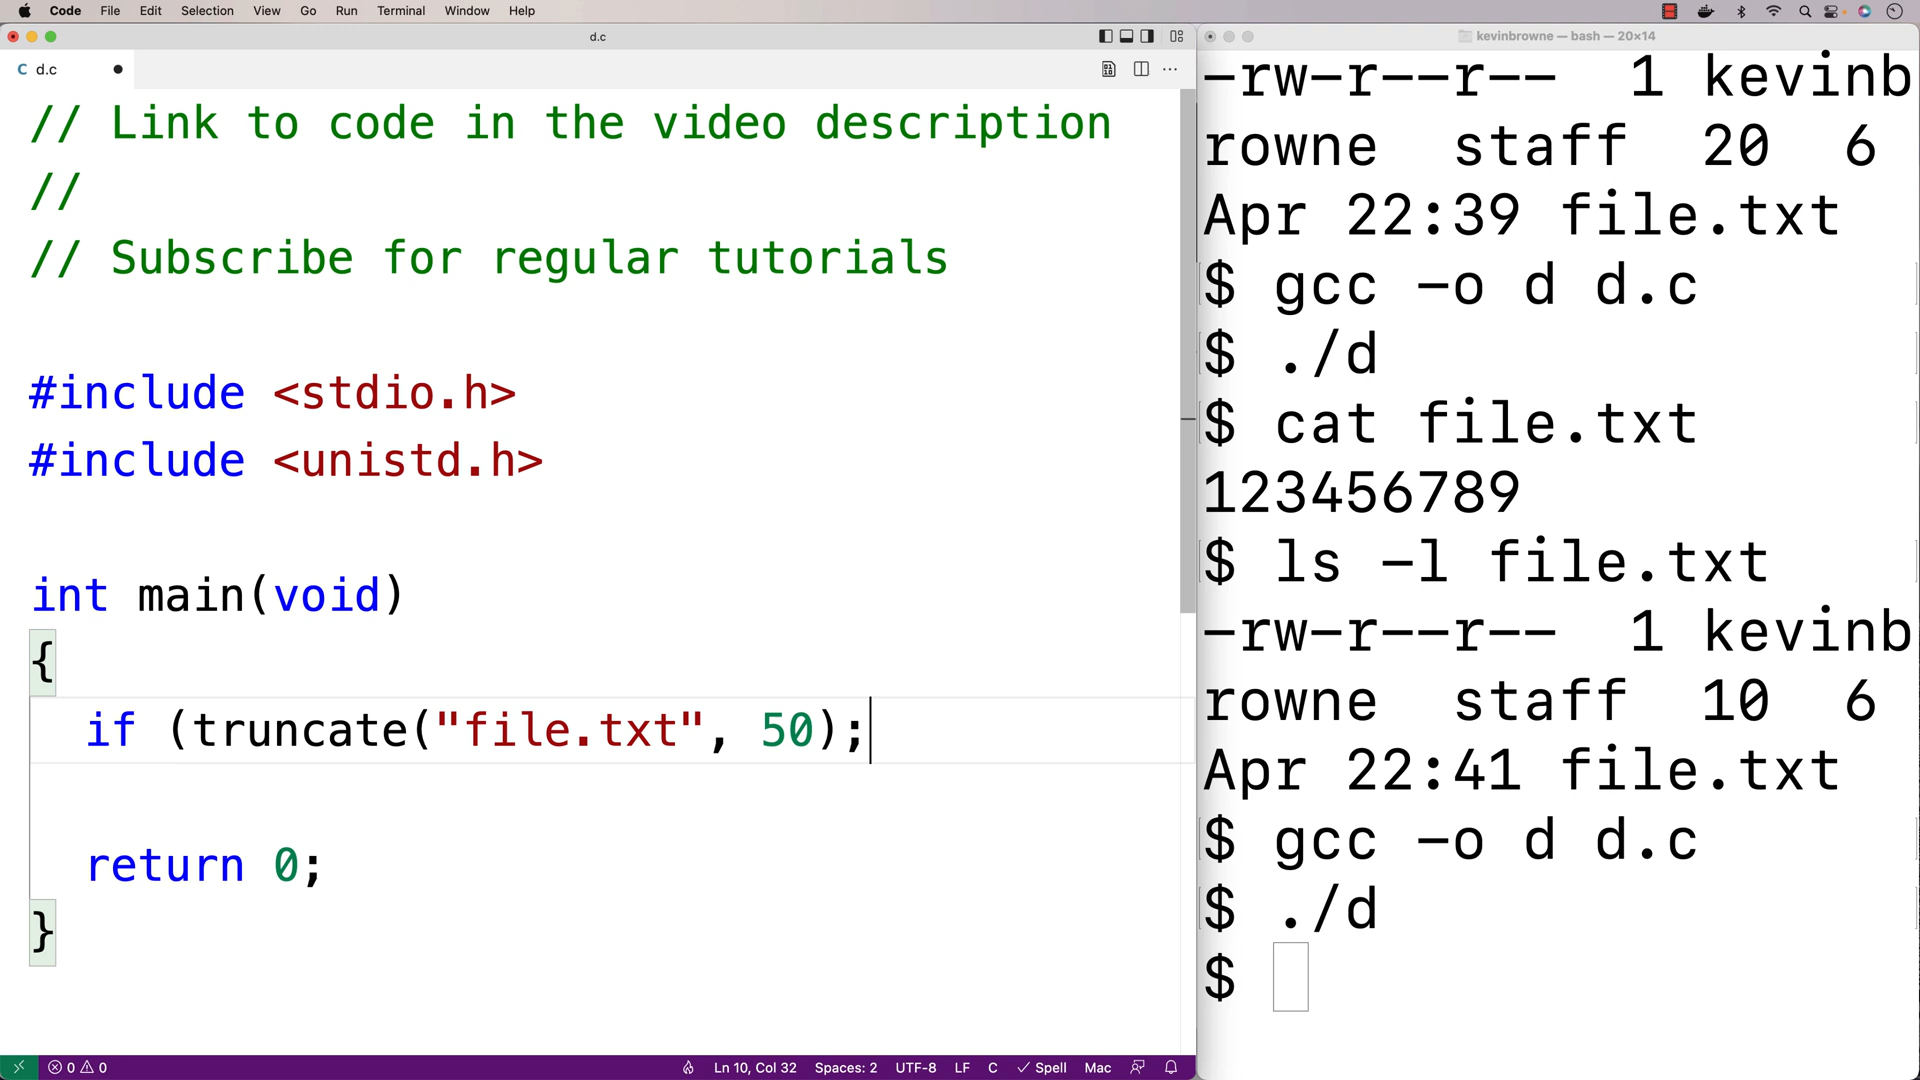 Code File Edit Selection View Go Run Terminal Window Help
d.c
C d.c
// Link to code in the video description
//
// Subscribe for regular tutorials
#include <stdio.h>
#include <unistd.h>
int main(void)
{
if (truncate("file.txt", 50);
return 0;
}
0 0
Ln 10, Col 32 Spaces: 2 UTF-8 LF C Spell Mac
kevinbrowne — bash — 20×14
-rw-r--r-- 1 kevinb
rowne staff 20 6
Apr 22:39 file.txt
$ gcc -o d d.c
$ ./d
$ cat file.txt
123456789
$ ls -l file.txt
-rw-r--r-- 1 kevinb
rowne staff 10 6
Apr 22:41 file.txt
$ gcc -o d d.c
$ ./d
$